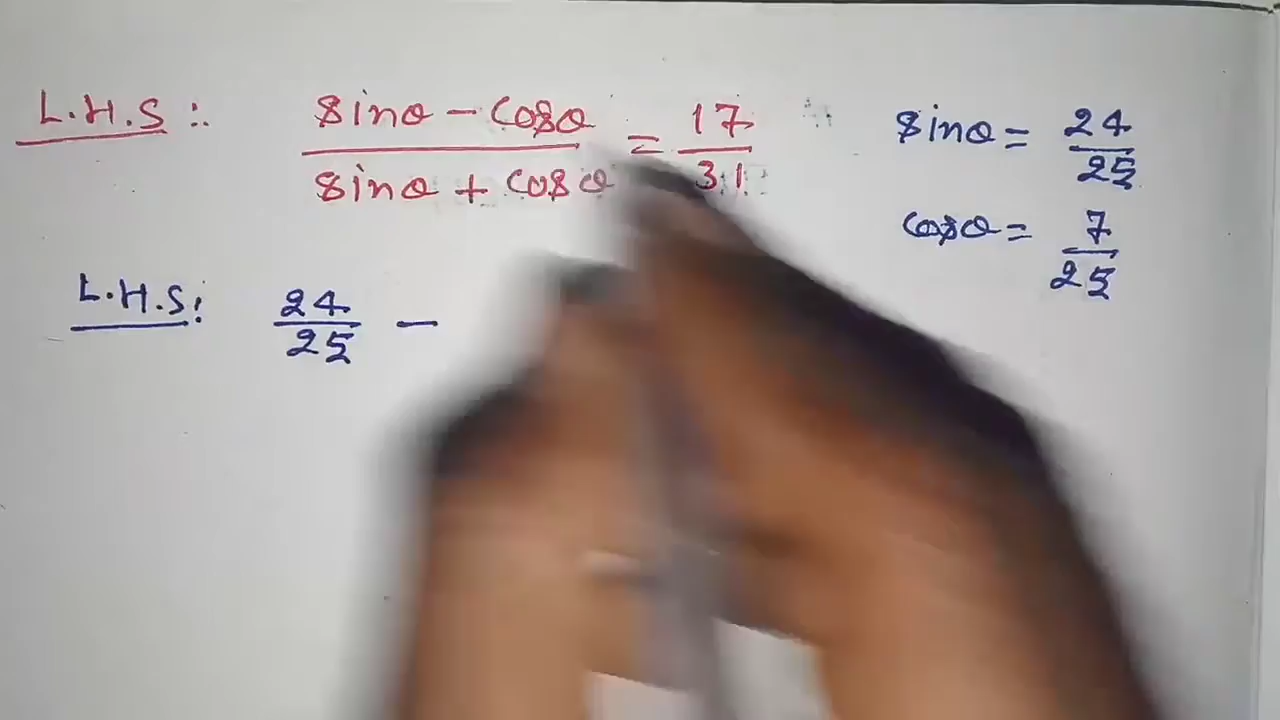 L.H.S :. sinθ - cosθ / sinθ + cosθ = 17/31
sinθ = 24/25
cosθ = 7/25
L.H.S: 24/25 -